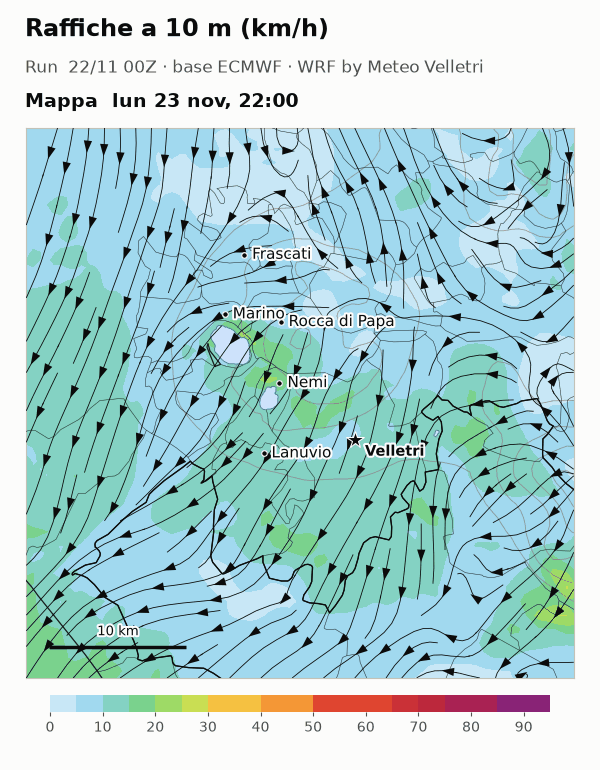 Raffiche a 10 m (km/h)
Run  22/11 00Z · base ECMWF · WRF by Meteo Velletri
Mappa  lun 23 nov, 22:00
Frascati
Marino
Rocca di Papa
Nemi
Velletri
Lanuvio
10 km
0 10 20 30 40 50 60 70 80 90